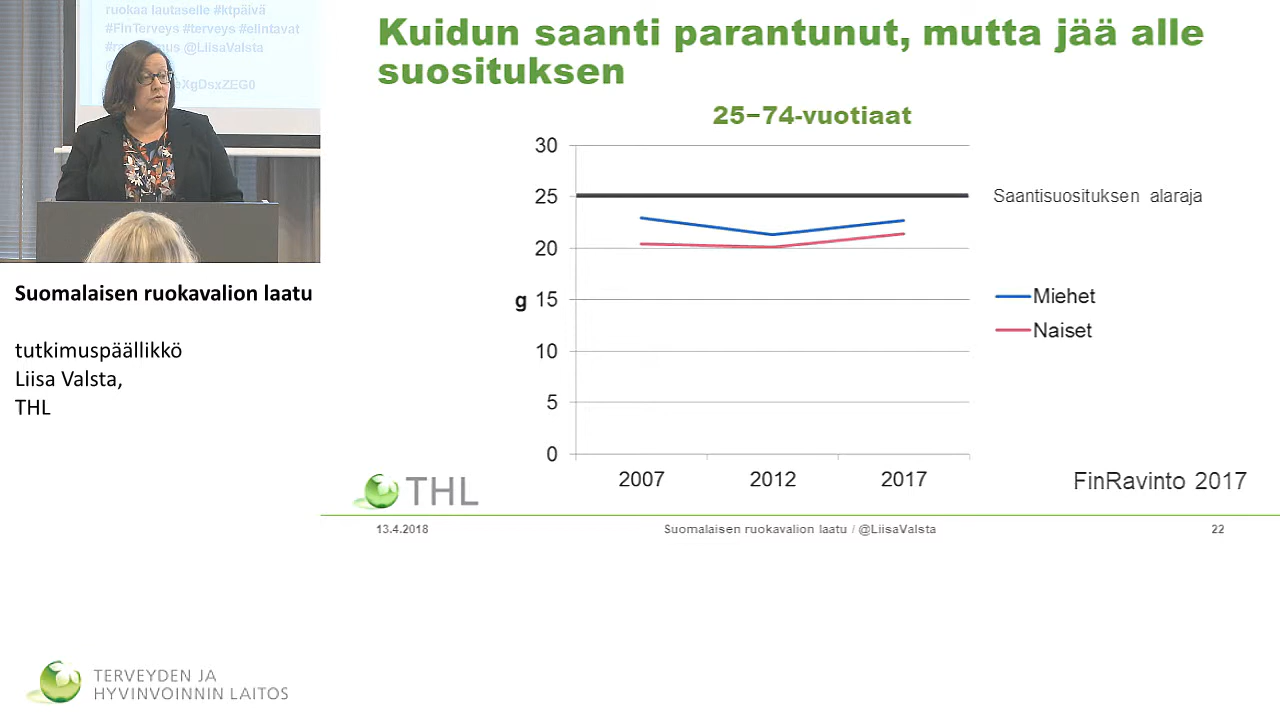 ruokaa lautaselle #ktpäivä
#FinTerveys #terveys #elintavat
@LiisaValsta
XgDsxZEG0
Suomalaisen ruokavalion laatu
tutkimuspäällikkö
Liisa Valsta,
THL
Kuidun saanti parantunut, mutta jää alle
suosituksen
25–74-vuotiaat
30
25
20
g 15
10
5
0
Saantisuosituksen alaraja
Miehet
Naiset
2007 2012 2017
THL
FinRavinto 2017
13.4.2018
Suomalaisen ruokavalion laatu / @LiisaValsta
22
TERVEYDEN JA
HYVINVOINNIN LAITOS